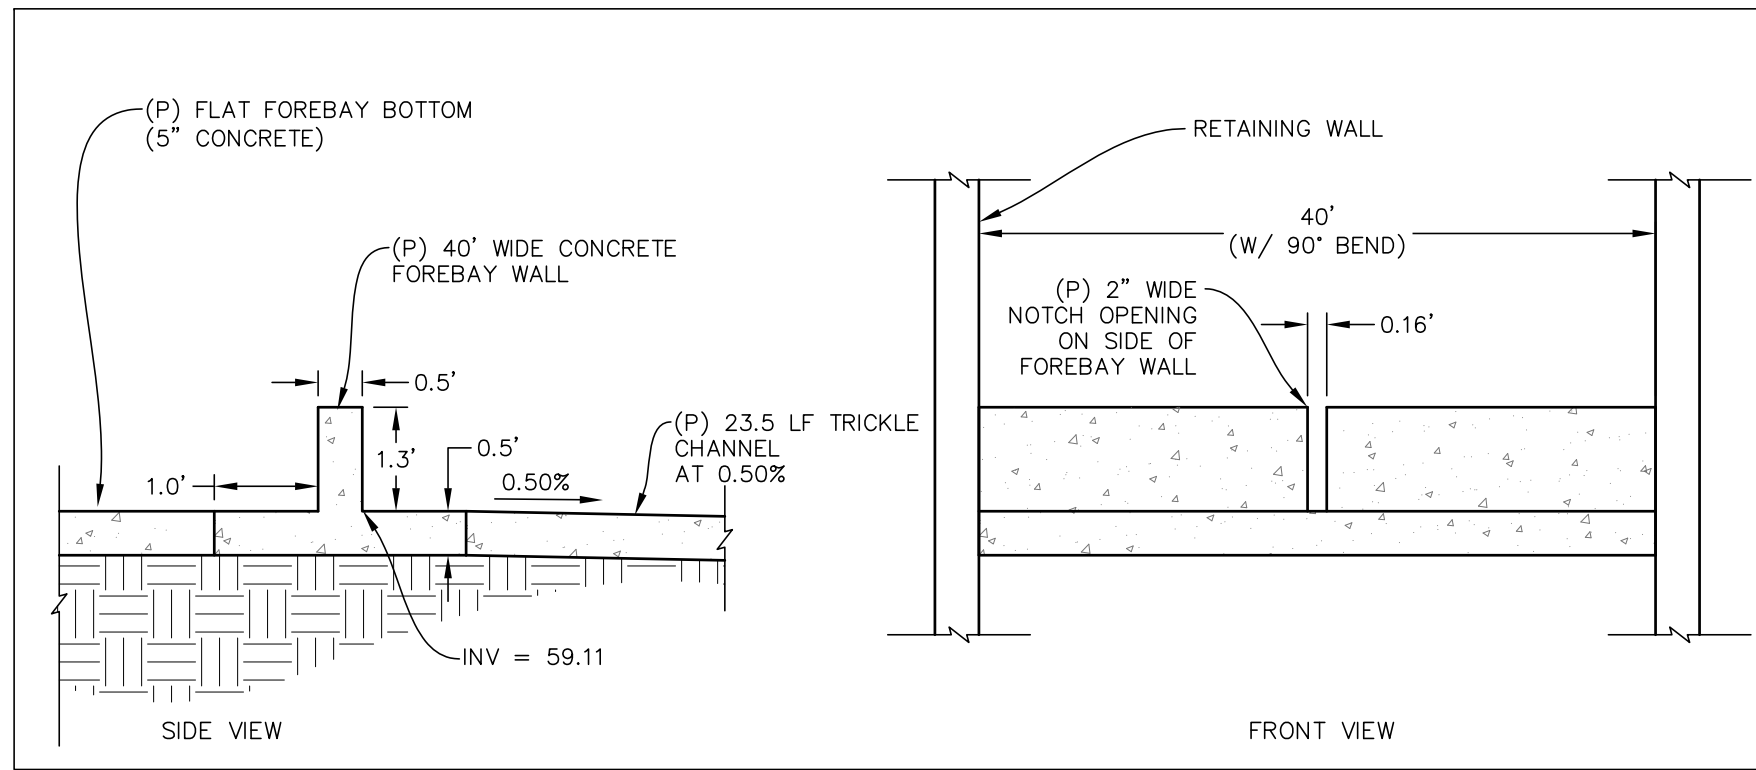 (P) FLAT FOREBAY BOTTOM
(5" CONCRETE)
(P) 40' WIDE CONCRETE
FOREBAY WALL
0.5'
1.3'
1.0'
0.5'
0.50%
(P) 23.5 LF TRICKLE
CHANNEL
AT 0.50%
INV = 59.11
SIDE VIEW
RETAINING WALL
40'
(W/ 90° BEND)
(P) 2" WIDE
NOTCH OPENING
ON SIDE OF
FOREBAY WALL
0.16'
FRONT VIEW